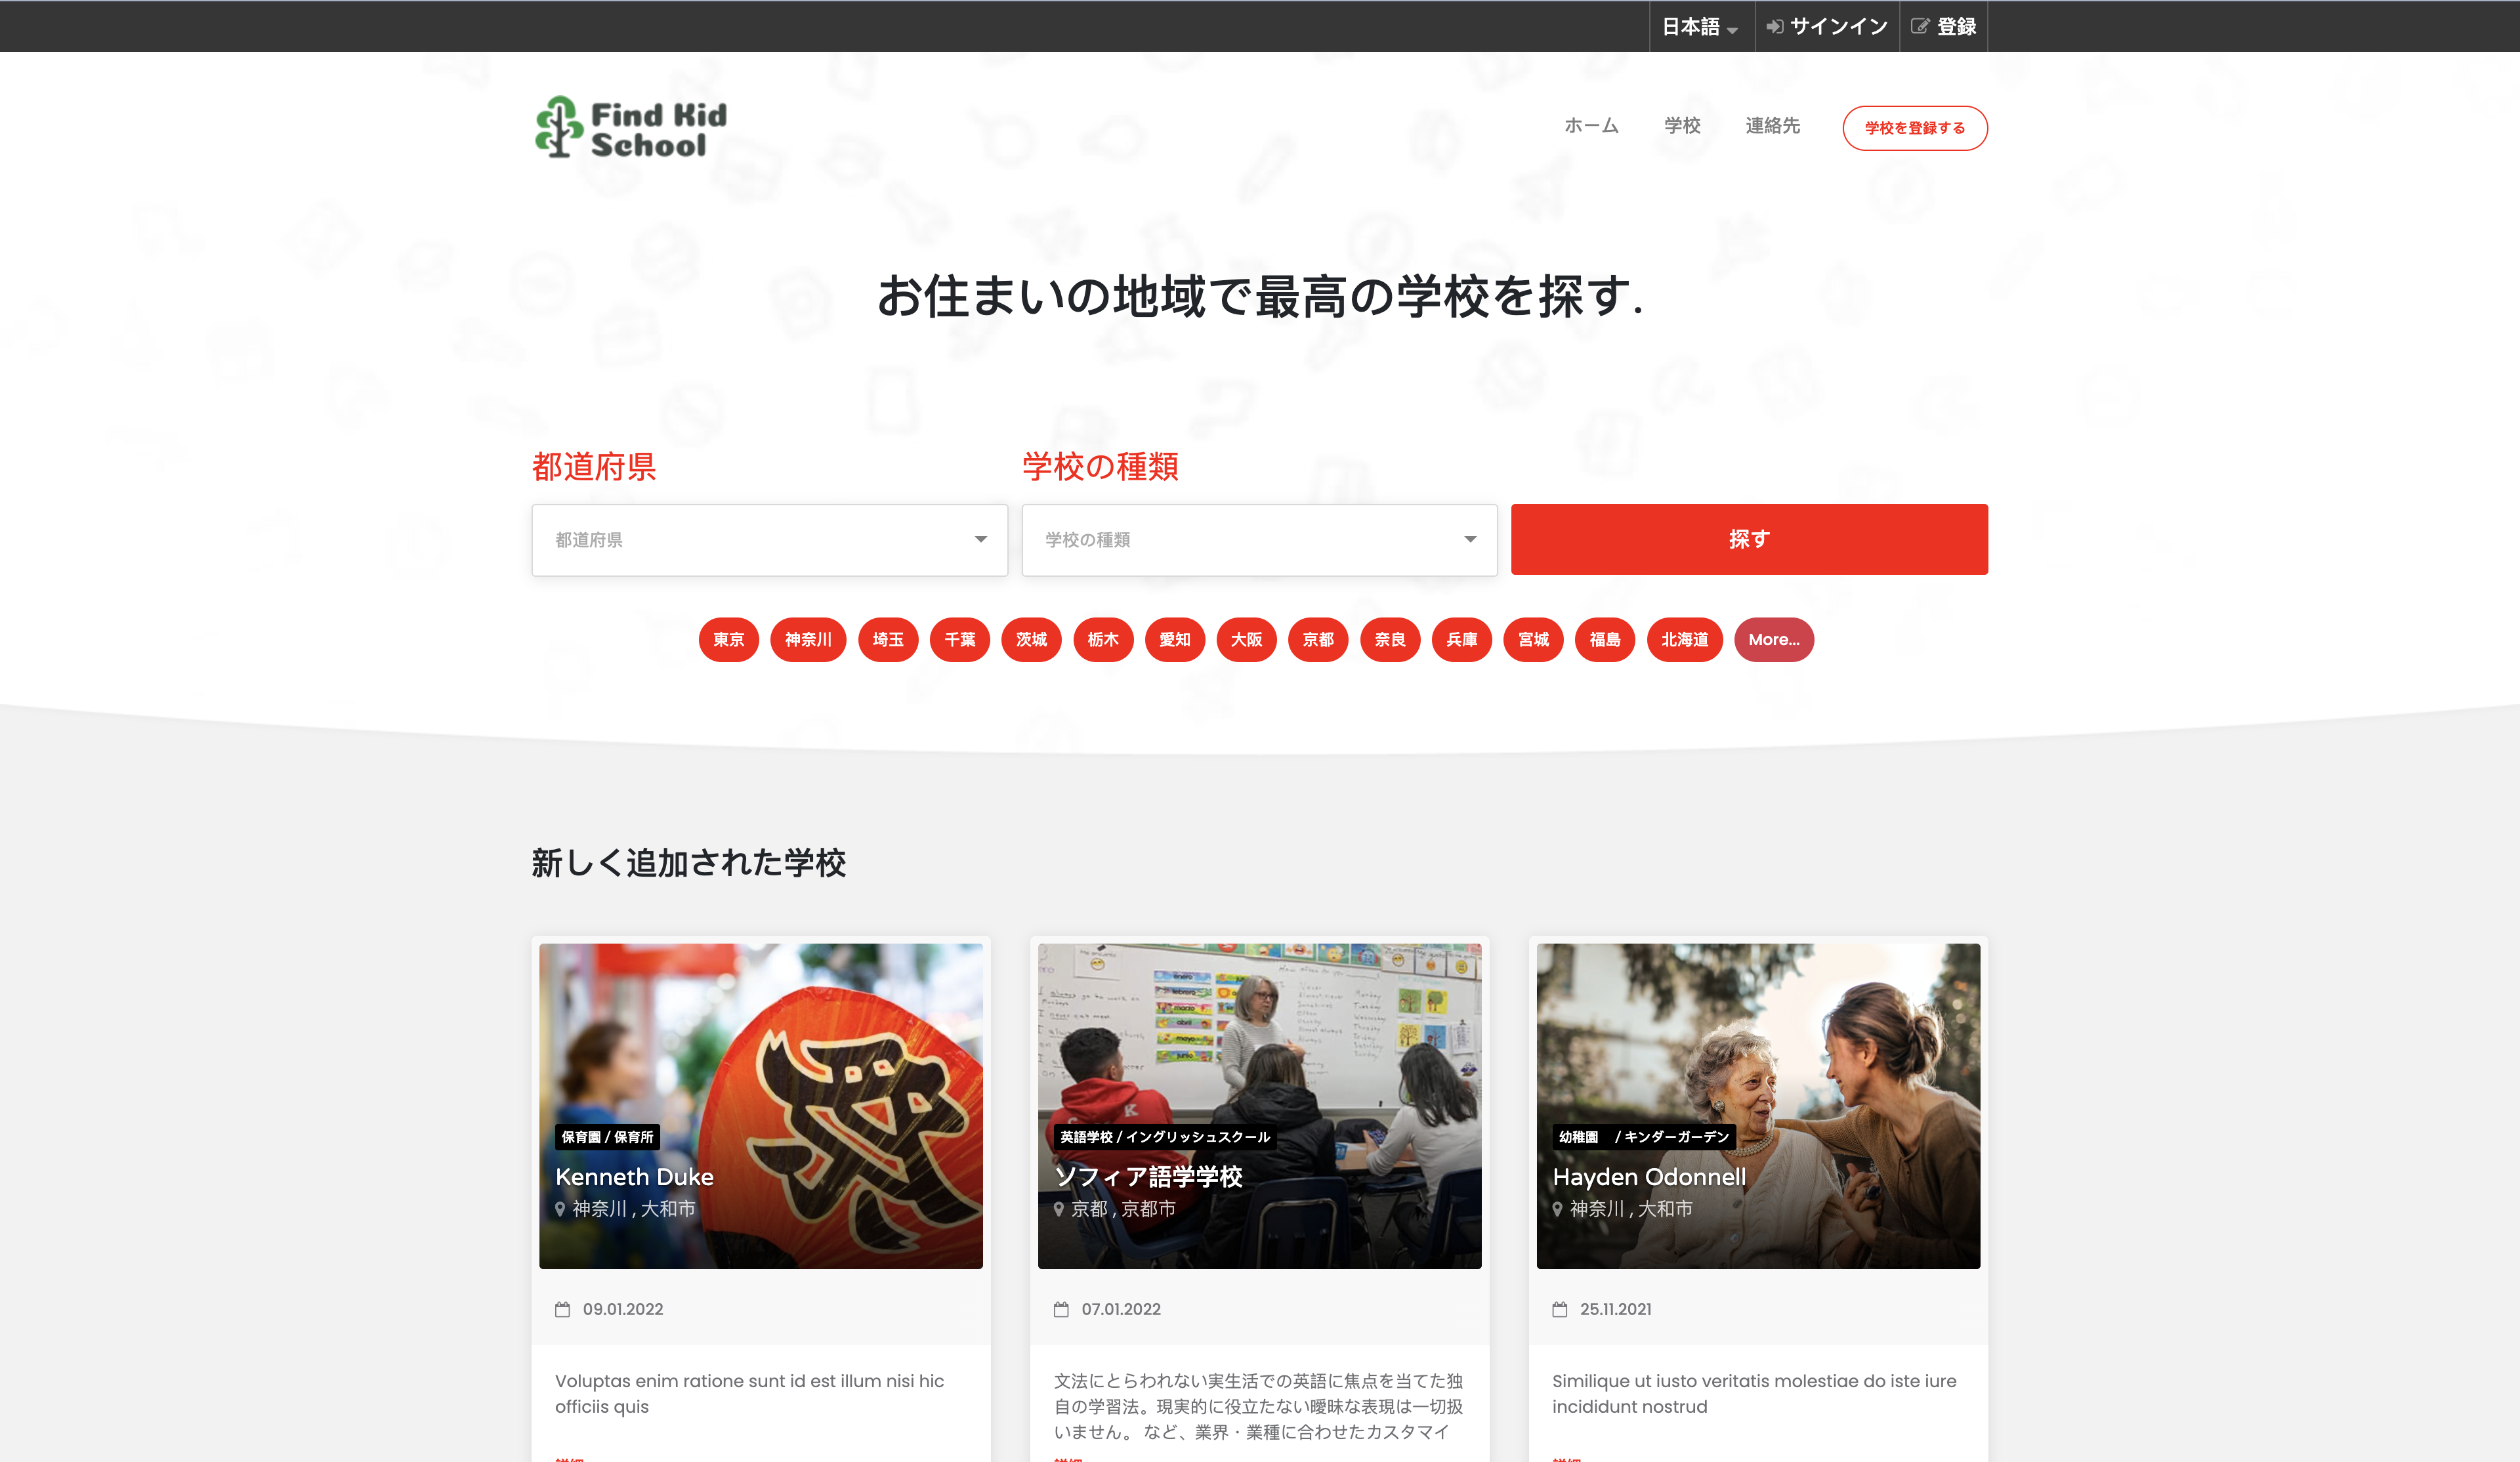 日本語
サインイン
登録
Find Kid
School
ホーム
学校
連絡先
学校を登録する
お住まいの地域で最高の学校を探す.
都道府県
学校の種類
都道府県
学校の種類
探す
東京
神奈川
埼玉
千葉
茨城
栃木
愛知
大阪
京都
奈良
兵庫
宮城
福島
北海道
More...
新しく追加された学校
保育園 / 保育所
Kenneth Duke
神奈川 , 大和市
09.01.2022
Voluptas enim ratione sunt id est illum nisi hic
officiis quis
英語学校 / イングリッシュスクール
ソフィア語学学校
京都 , 京都市
07.01.2022
文法にとらわれない実生活での英語に焦点を当てた独
自の学習法。現実的に役立たない曖昧な表現は一切扱
いません。 など、業界・業種に合わせたカスタマイ
幼稚園　/ キンダーガーデン
Hayden Odonnell
神奈川 , 大和市
25.11.2021
Similique ut iusto veritatis molestiae do iste iure
incididunt nostrud